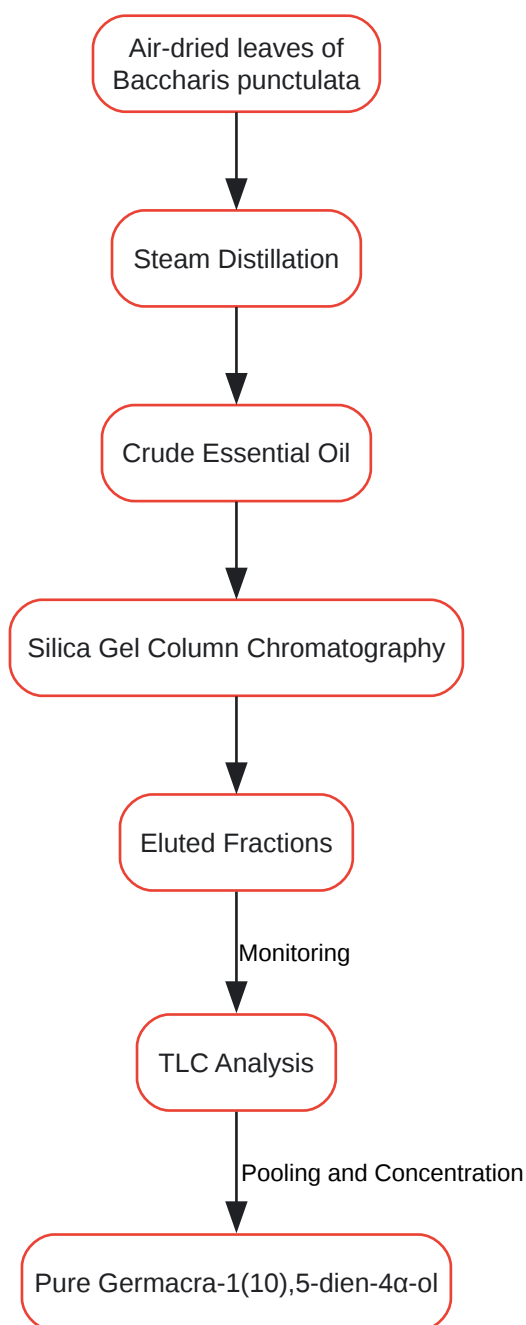 Air-dried leaves of
Baccharis punctulata
Steam Distillation
Crude Essential Oil
Silica Gel Column Chromatography
Eluted Fractions
Monitoring
TLC Analysis
Pooling and Concentration
Pure Germacra-1(10),5-dien-4α-ol